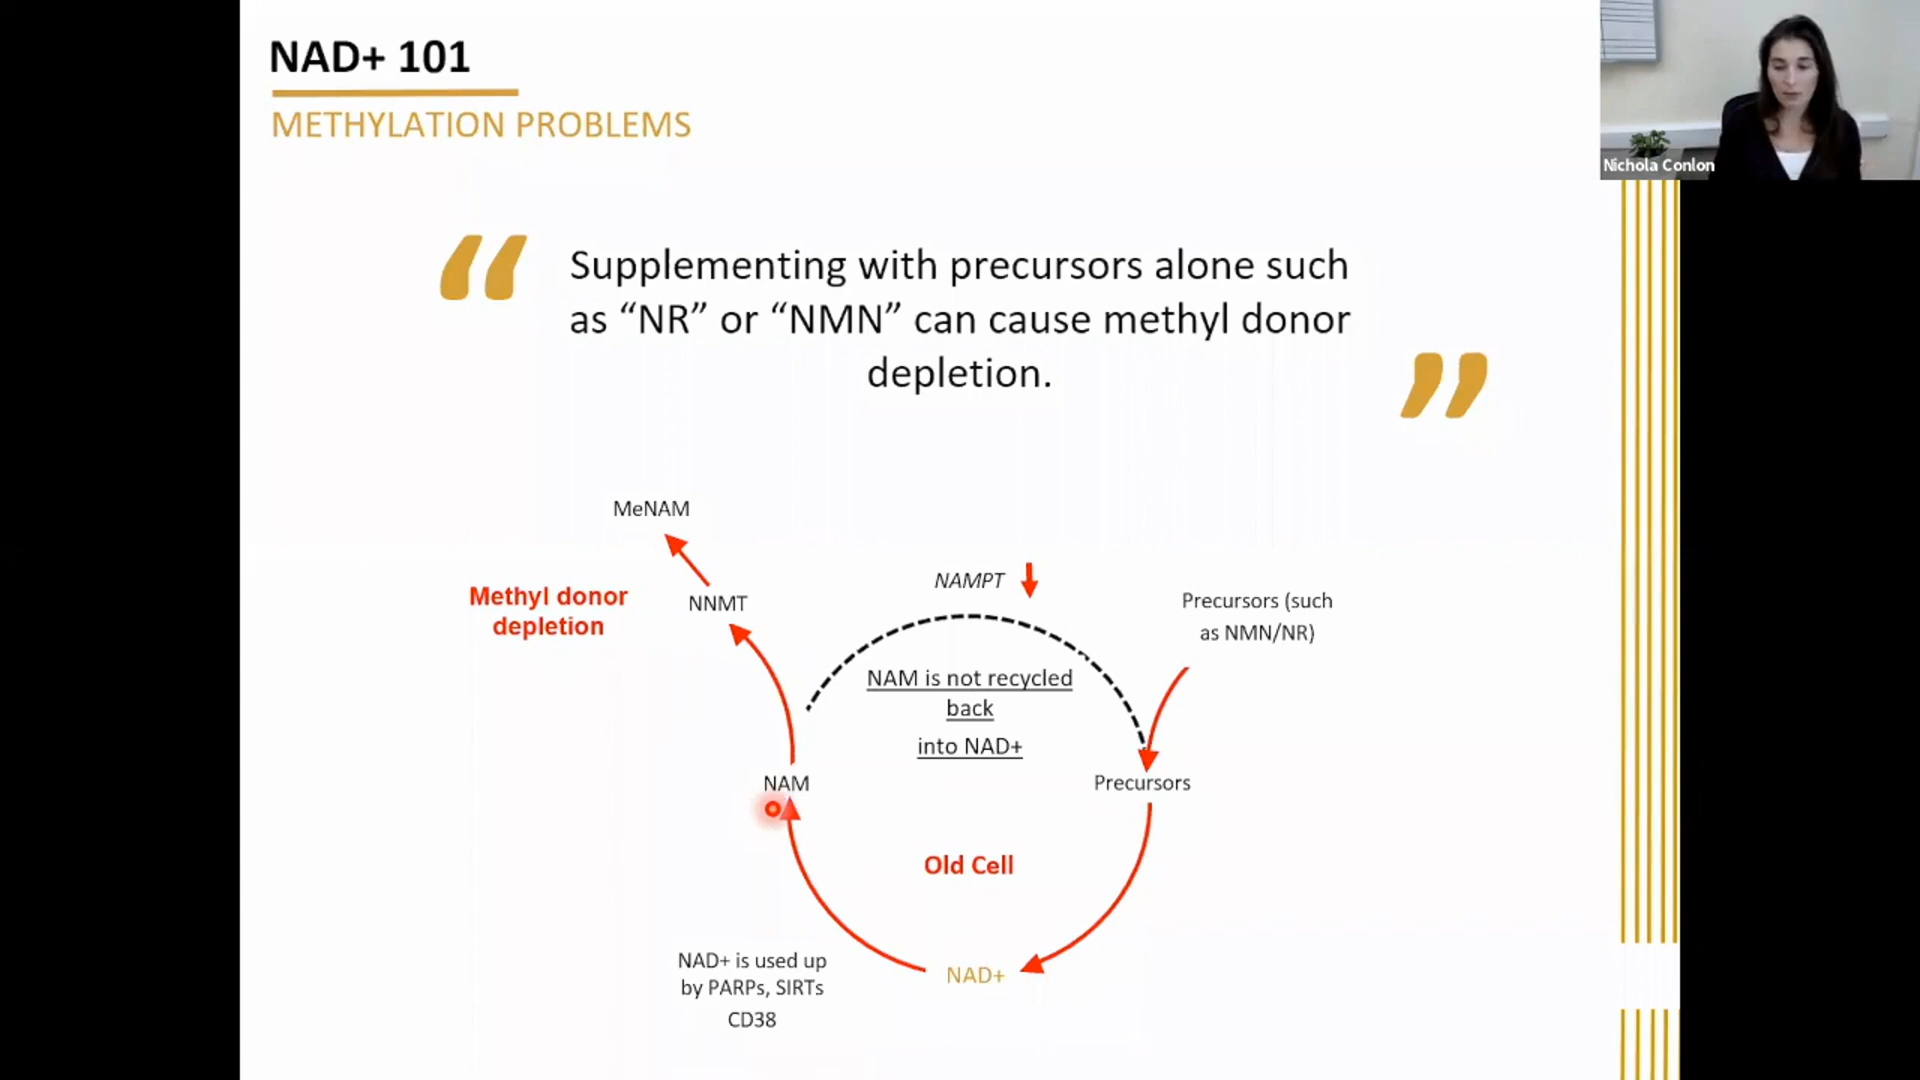 NAD+ 101
METHYLATION PROBLEMS
Nichola Conlon
“
Supplementing with precursors alone such
as “NR” or “NMN” can cause methyl donor
depletion.
”
MeNAM
Methyl donor
depletion
NNMT
NAMPT
Precursors (such
as NMN/NR)
NAM is not recycled
back
into NAD+
NAM
Precursors
Old Cell
NAD+ is used up
by PARPs, SIRTs
CD38
NAD+